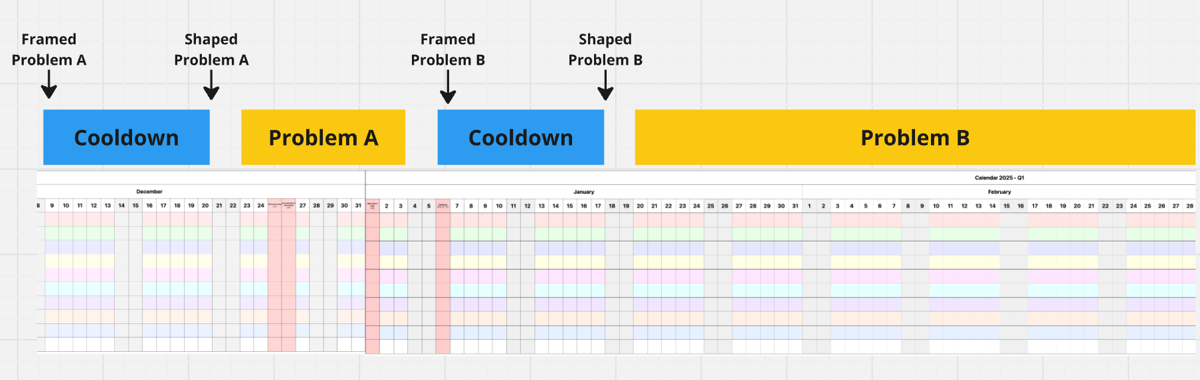 Framed
Problem A
Shaped
Problem A
Framed
Problem B
Shaped
Problem B
Cooldown
Problem A
Cooldown
Problem B
Calendar 2025 - Q1
December
January
February
8 9 10 11 12 13 14 15 16 17 18 19 20 21 22 23 24 27 28 29 30 31 2 3 4 5 7 8 9 10 11 12 13 14 15 16 17 18 19 20 21 22 23 24 25 26 27 28 29 30 31 1 2 3 4 5 6 7 8 9 10 11 12 13 14 15 16 17 18 19 20 21 22 23 24 25 26 27 28